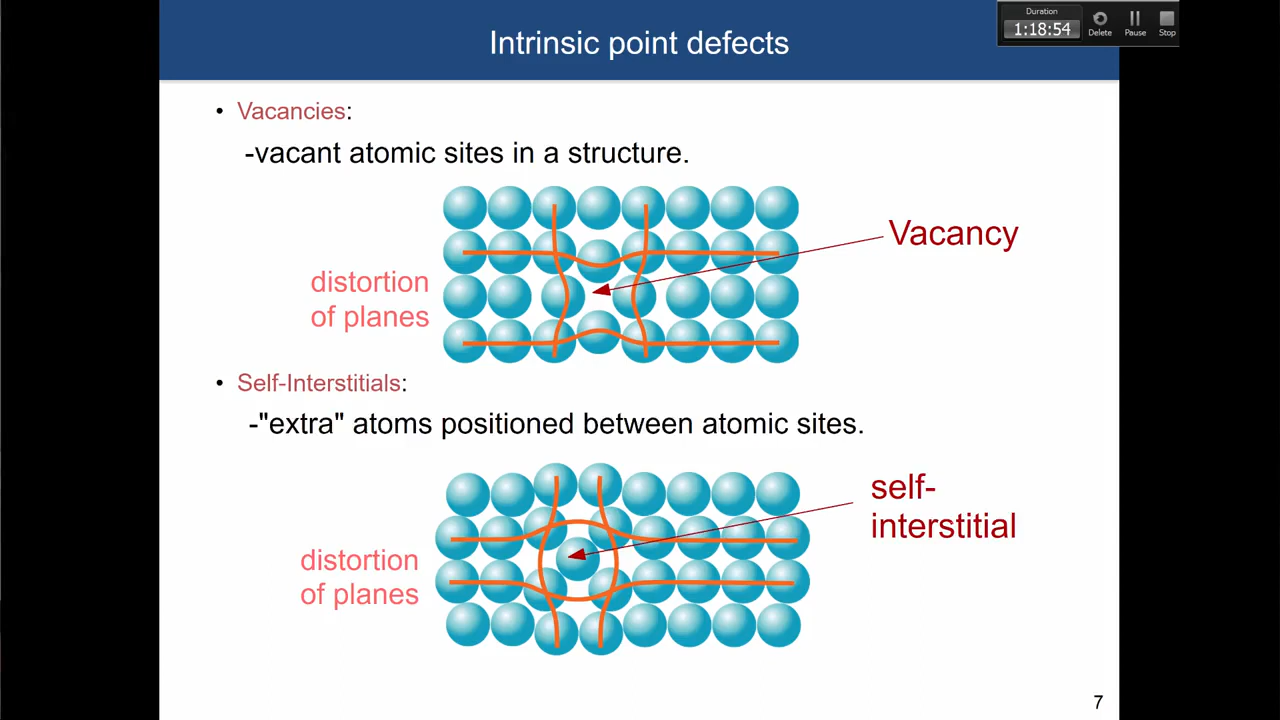 Intrinsic point defects
Duration
1:18:54
Delete
Pause
Stop
• Vacancies:
-vacant atomic sites in a structure.
Vacancy
distortion
of planes
• Self-Interstitials:
-"extra" atoms positioned between atomic sites.
self-
interstitial
distortion
of planes
7